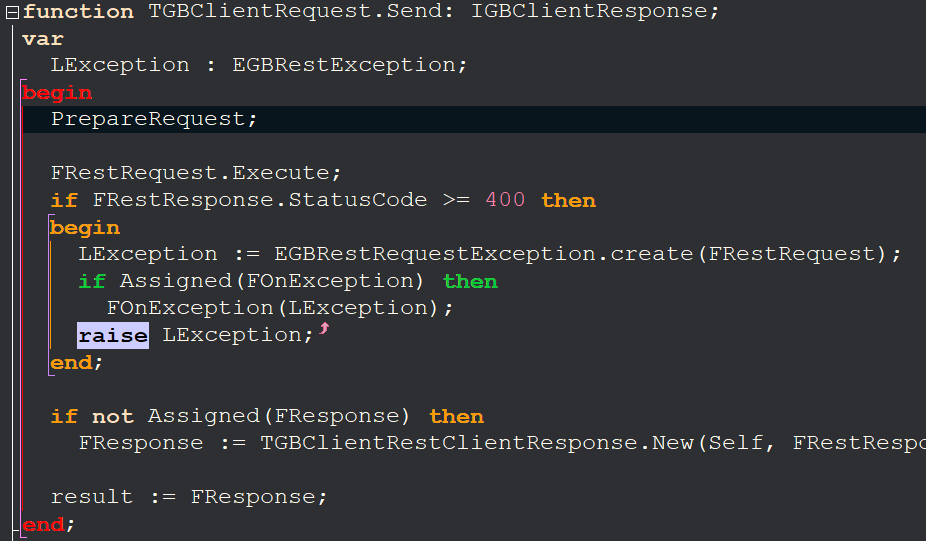 function TGBClientRequest.Send: IGBClientResponse;
var
  LException : EGBRestException;
begin
  PrepareRequest;

  FRestRequest.Execute;
  if FRestResponse.StatusCode >= 400 then
  begin
    LException := EGBRestRequestException.create(FRestRequest);
    if Assigned(FOnException) then
      FOnException(LException);
    raise LException;
  end;

  if not Assigned(FResponse) then
    FResponse := TGBClientRestClientResponse.New(Self, FRestRespo

  result := FResponse;
end;